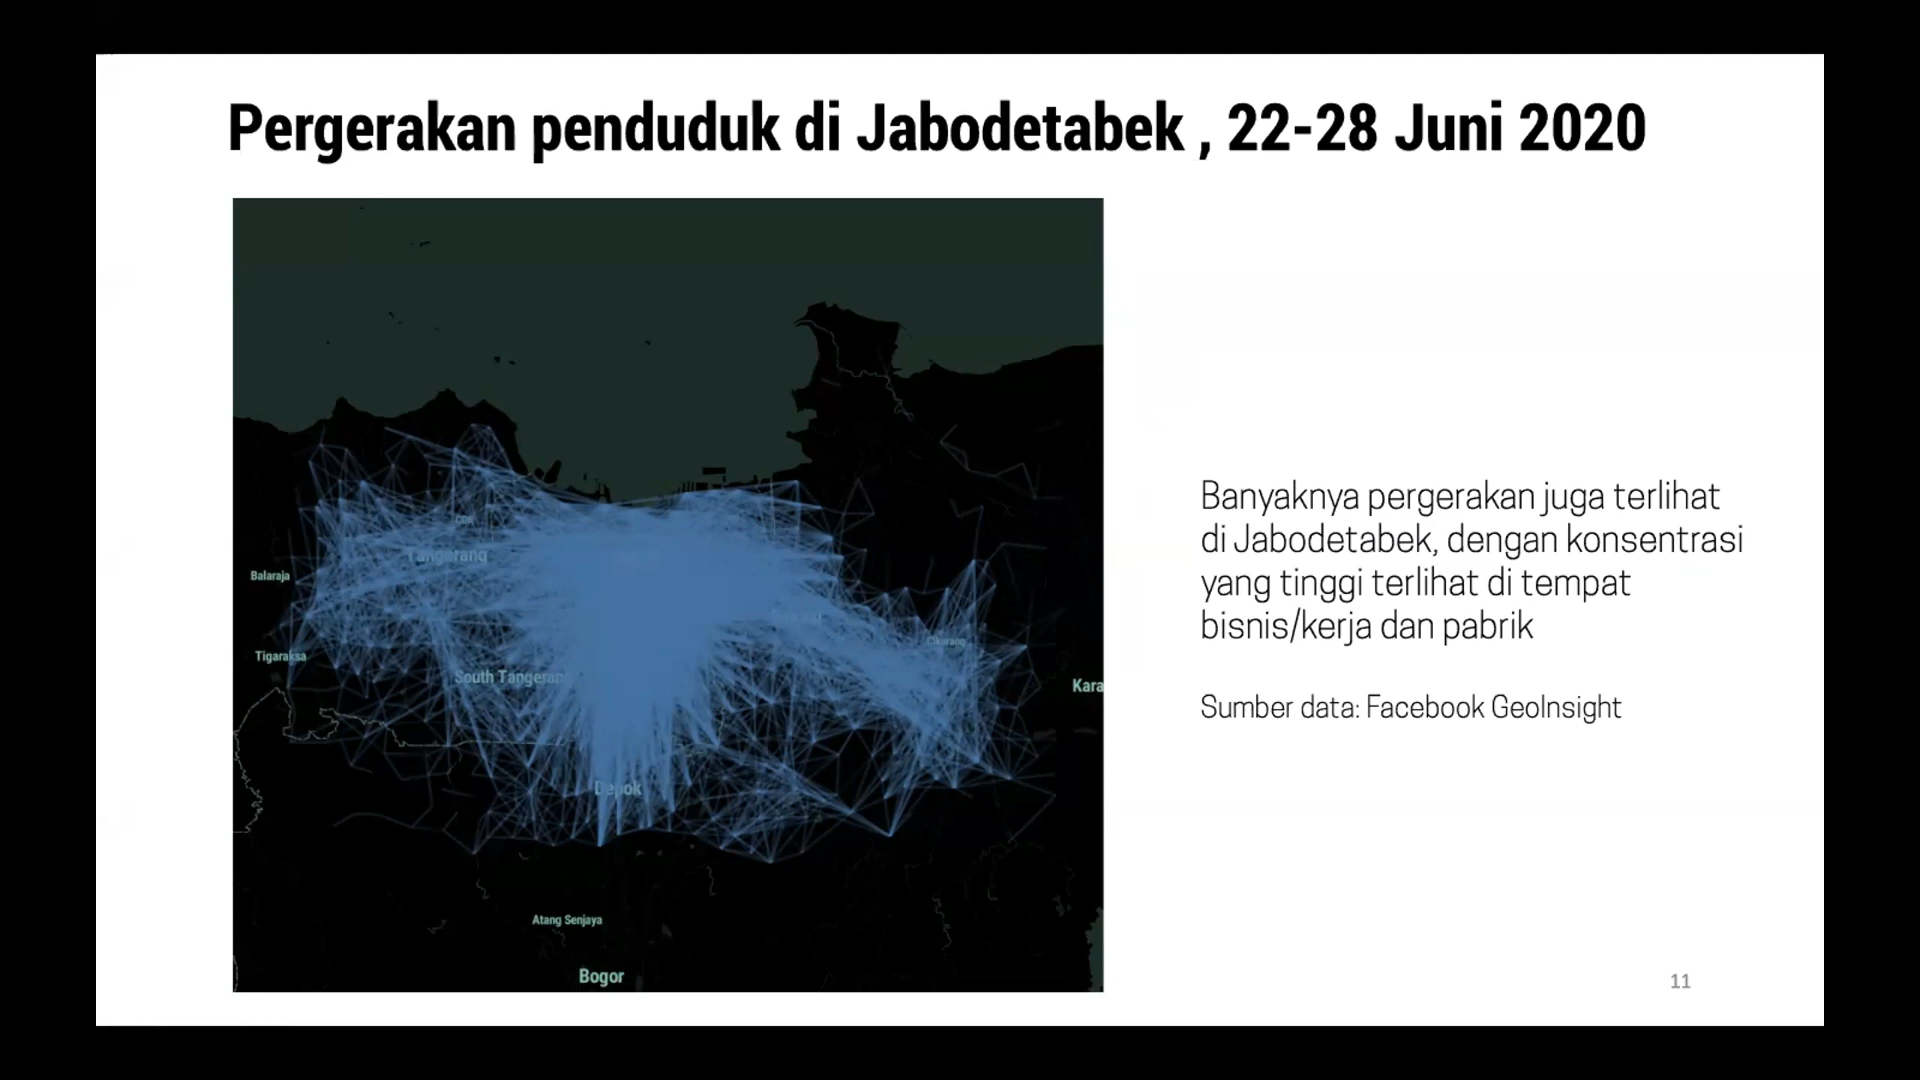 Pergerakan penduduk di Jabodetabek , 22-28 Juni 2020
Tangerang
Balaraja
Cikarang
Tigaraksa
South Tangeran
Kara
Depok
Atang Senjaya
Bogor
Banyaknya pergerakan juga terlihat
di Jabodetabek, dengan konsentrasi
yang tinggi terlihat di tempat
bisnis/kerja dan pabrik
Sumber data: Facebook GeoInsight
11